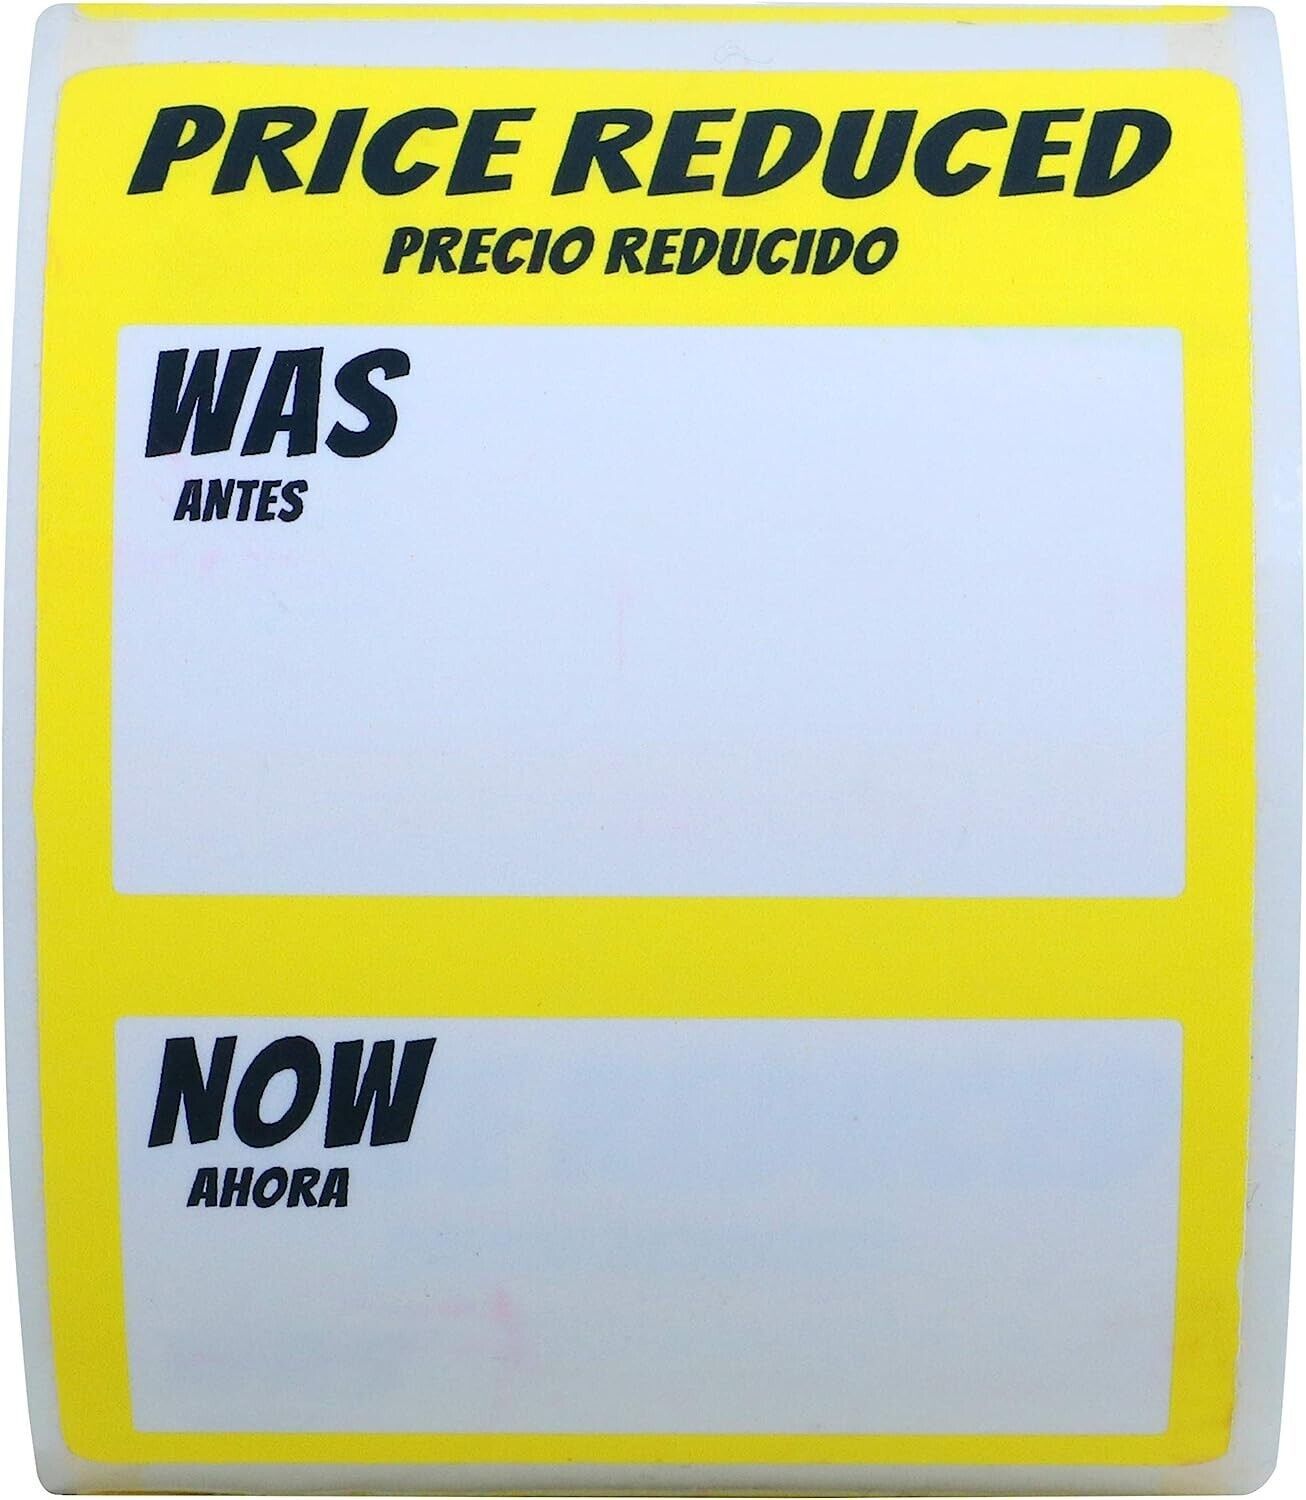 PRICE REDUCED
PRECIO REDUCIDO
WAS
ANTES
NOW
AHORA